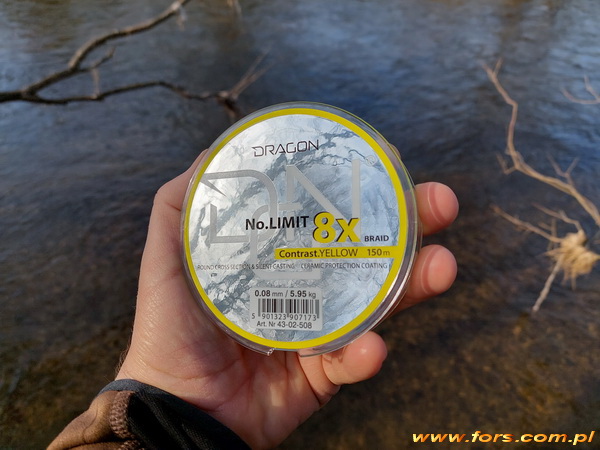 DRAGON
No.LIMIT 8X BRAID
Contrast.YELLOW 150m
ROUND CROSS SECTION & SILENT CASTING, CERAMIC PROTECTION COATING
0.08 mm / 5.95 kg
5 901323 907173
Art. Nr 43-02-508
www.fors.com.pl